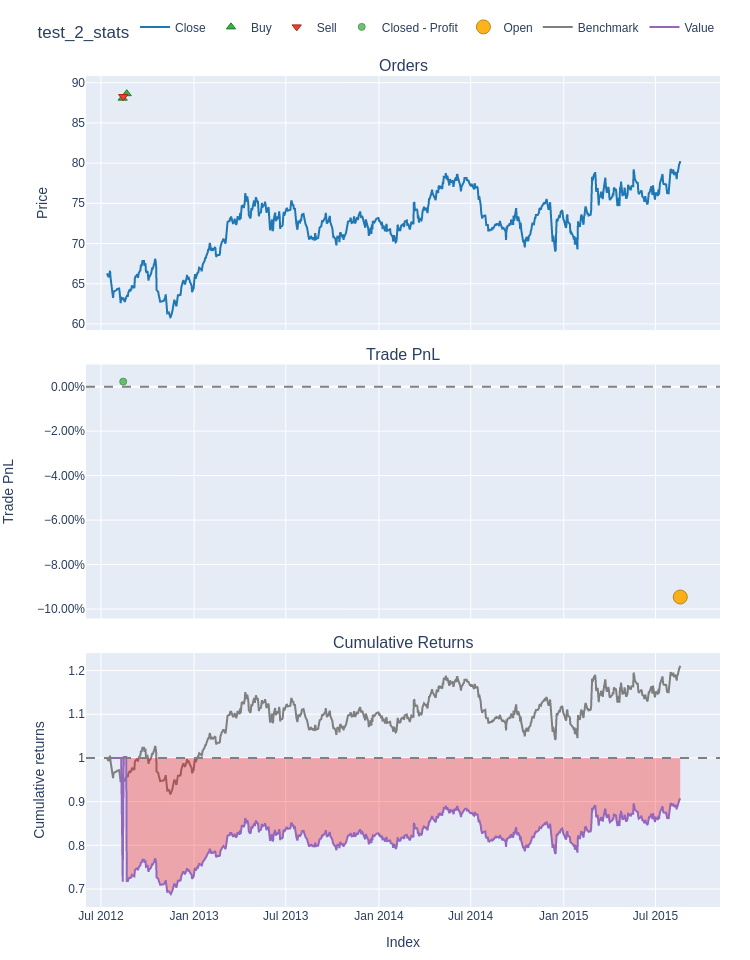 test_2_stats
Close
Buy
Sell
Closed - Profit
Open
Benchmark
Value
Orders
90
85
80
75
70
65
60
Price
Trade PnL
0.00%
−2.00%
−4.00%
−6.00%
−8.00%
−10.00%
Trade PnL
Cumulative Returns
1.2
1.1
1
0.9
0.8
0.7
Cumulative returns
Jul 2012
Jan 2013
Jul 2013
Jan 2014
Jul 2014
Jan 2015
Jul 2015
Index